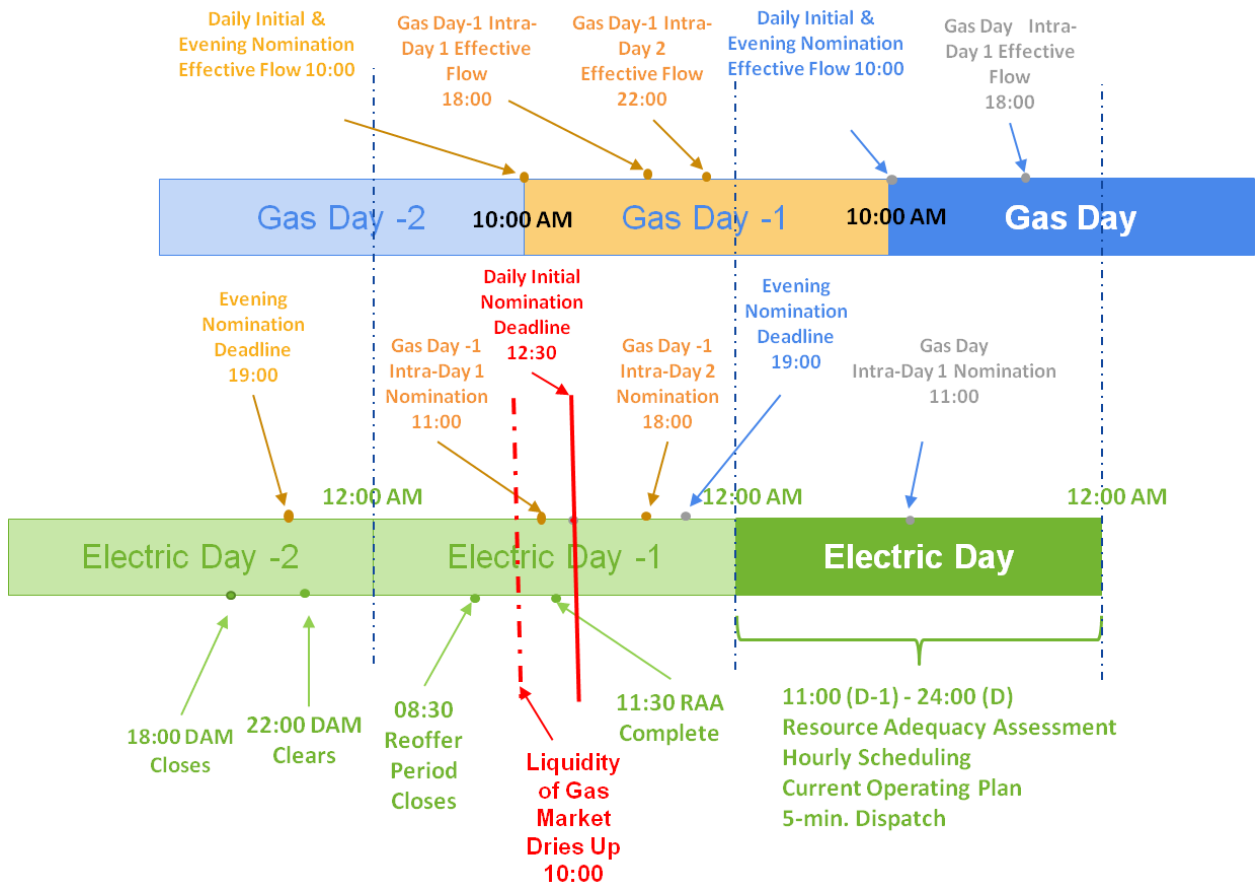 Daily Initial &
Evening Nomination
Effective Flow 10:00
Gas Day-1 Intra-
Day 1 Effective
Flow
18:00
Gas Day-1 Intra-
Day 2
Effective Flow
22:00
Daily Initial &
Evening Nomination
Effective Flow 10:00
Gas Day Intra-
Day 1 Effective
Flow
18:00
Gas Day -2
10:00 AM
Gas Day -1
10:00 AM
Gas Day
Evening
Nomination
Deadline
19:00
Gas Day -1
Intra-Day 1
Nomination
11:00
Daily Initial
Nomination
Deadline
12:30
Gas Day -1
Intra-Day 2
Nomination
18:00
Evening
Nomination
Deadline
19:00
Gas Day
Intra-Day 1 Nomination
11:00
12:00 AM
12:00 AM
12:00 AM
Electric Day -2
Electric Day -1
Electric Day
18:00 DAM
Closes
22:00 DAM
Clears
08:30
Reoffer
Period
Closes
Liquidity
of Gas
Market
Dries Up
10:00
11:30 RAA
Complete
11:00 (D-1) - 24:00 (D)
Resource Adequacy Assessment
Hourly Scheduling
Current Operating Plan
5-min. Dispatch